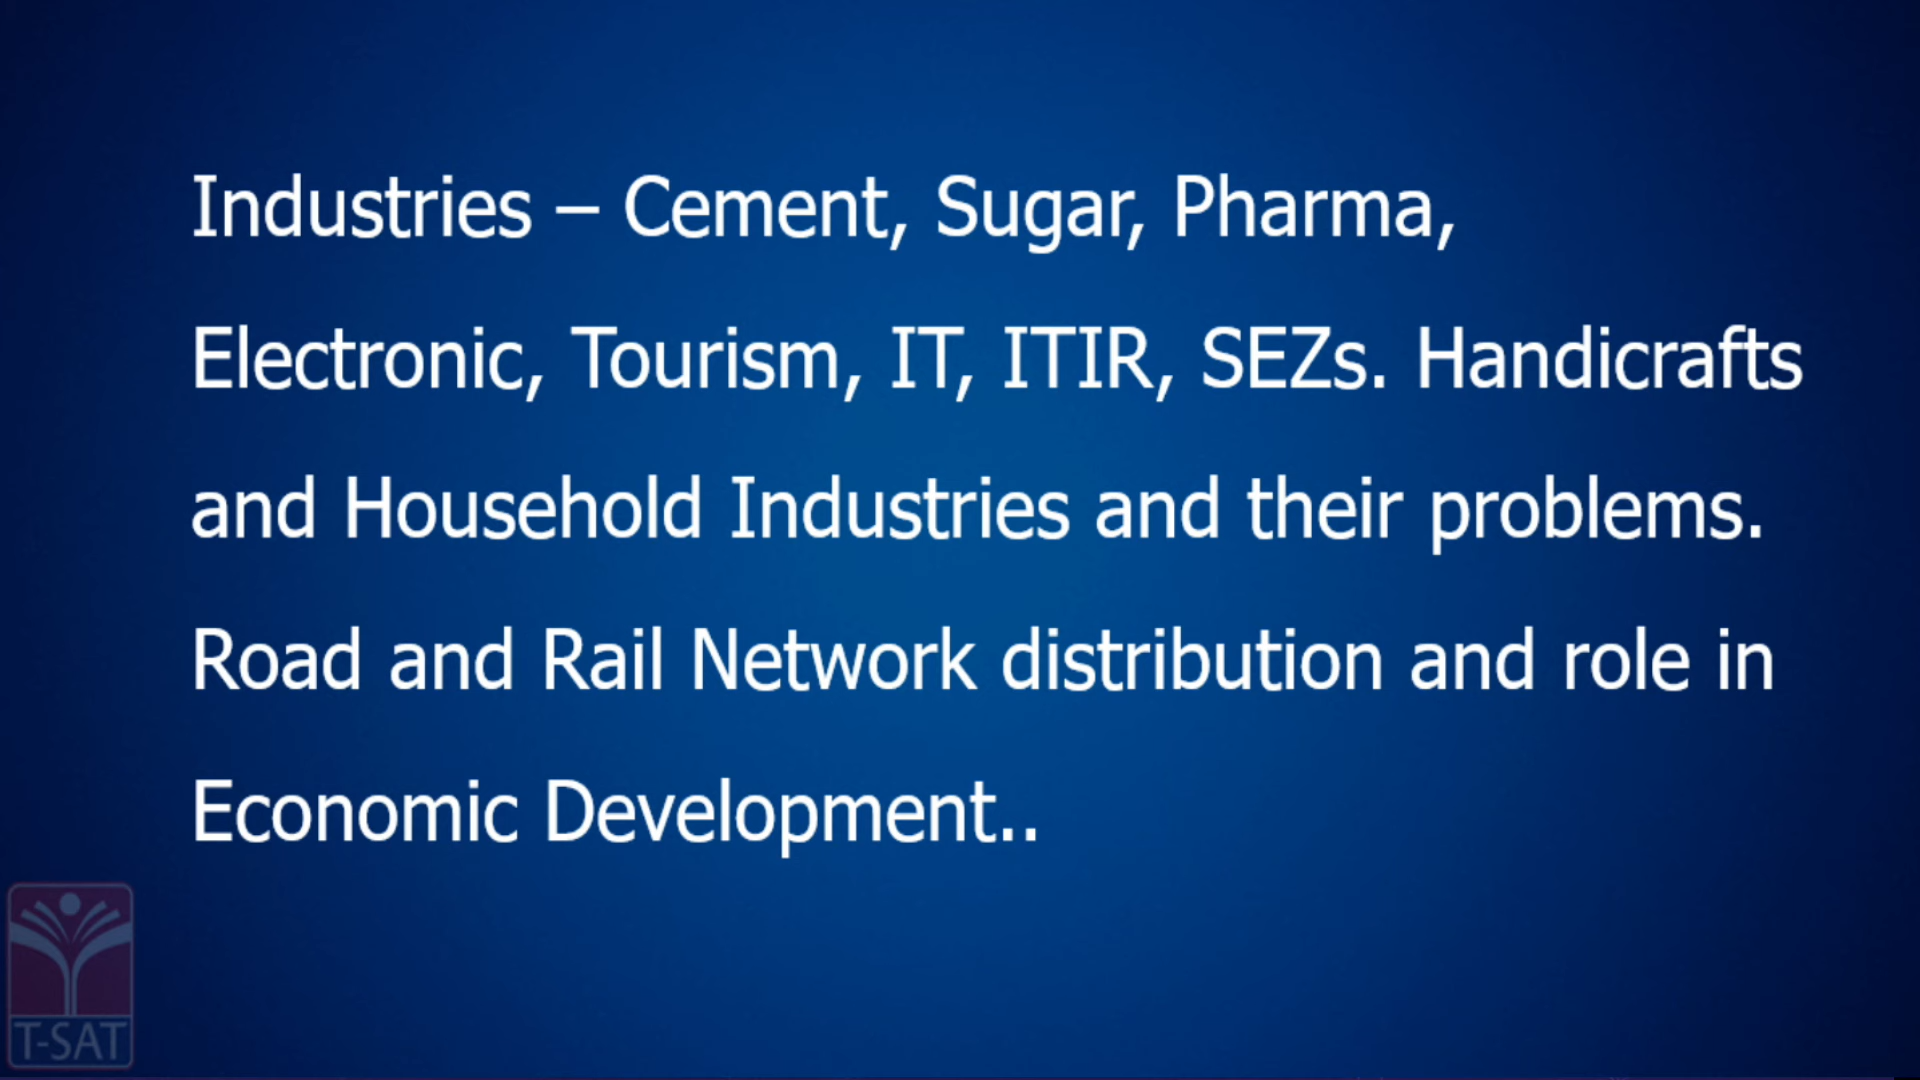 Industries – Cement, Sugar, Pharma,
Electronic, Tourism, IT, ITIR, SEZs. Handicrafts
and Household Industries and their problems.
Road and Rail Network distribution and role in
Economic Development..
T-SAT